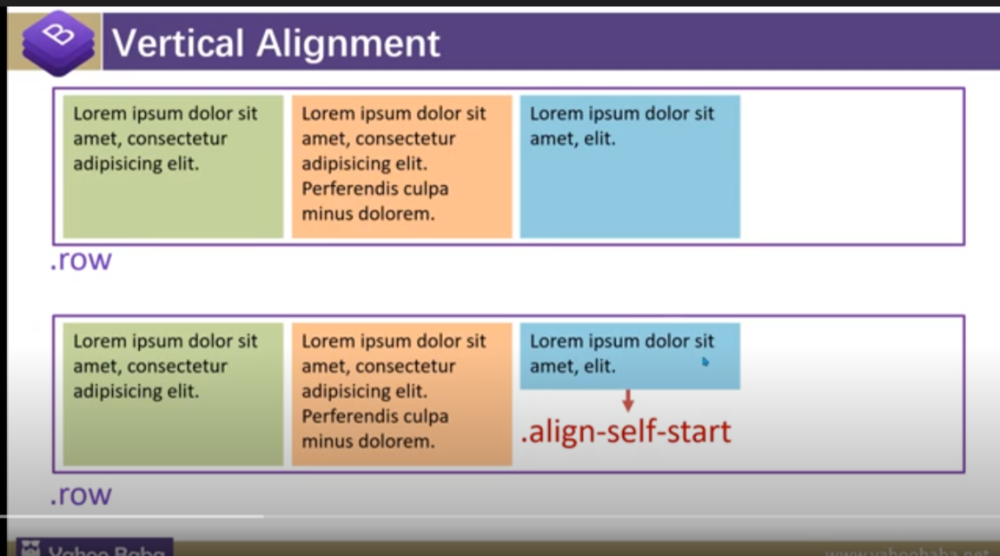 B
Vertical Alignment
Lorem ipsum dolor sit
amet, consectetur
adipisicing elit.
Lorem ipsum dolor sit
amet, consectetur
adipisicing elit.
Perferendis culpa
minus dolorem.
Lorem ipsum dolor sit
amet, elit.
.row
Lorem ipsum dolor sit
amet, consectetur
adipisicing elit.
Lorem ipsum dolor sit
amet, consectetur
adipisicing elit.
Perferendis culpa
minus dolorem.
Lorem ipsum dolor sit
amet, elit.
.align-self-start
.row
Yahoo Baba
www.yahoobaba.net